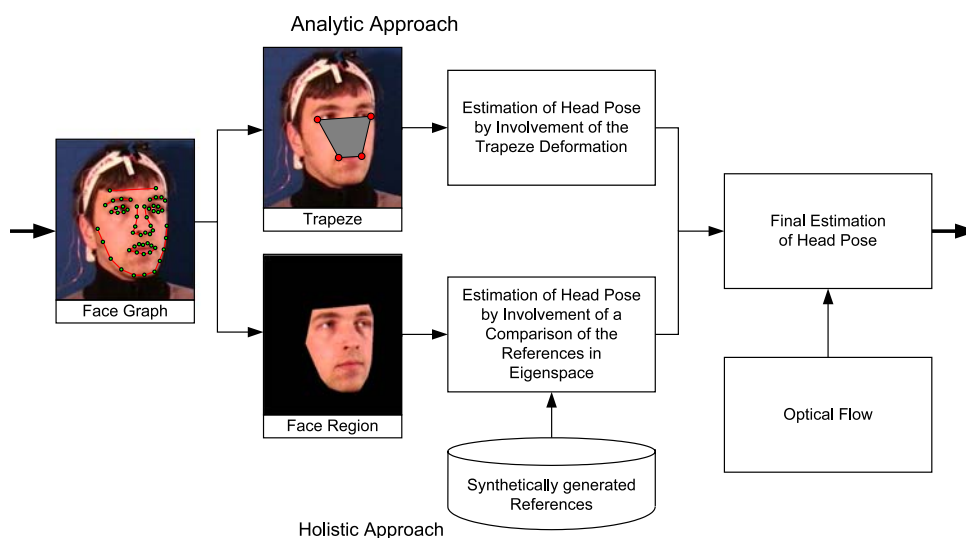 Analytic Approach
Face Graph
Trapeze
Estimation of Head Pose
by Involvement of the
Trapeze Deformation
Face Region
Estimation of Head Pose
by Involvement of a
Comparison of the
References in
Eigenspace
Synthetically generated
References
Holistic Approach
Final Estimation
of Head Pose
Optical Flow